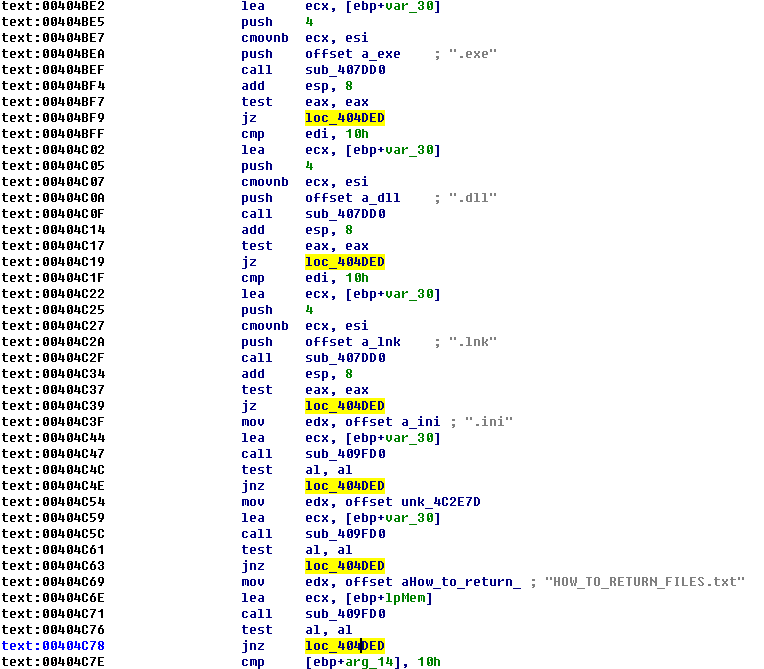 text:00404BE2 lea ecx, [ebp+var_30]
text:00404BE5 push 4
text:00404BE7 cmovnb ecx, esi
text:00404BEA push offset a_exe ; ".exe"
text:00404BEF call sub_407DD0
text:00404BF4 add esp, 8
text:00404BF7 test eax, eax
text:00404BF9 jz loc_404DED
text:00404BFF cmp edi, 10h
text:00404C02 lea ecx, [ebp+var_30]
text:00404C05 push 4
text:00404C07 cmovnb ecx, esi
text:00404C0A push offset a_dll ; ".dll"
text:00404C0F call sub_407DD0
text:00404C14 add esp, 8
text:00404C17 test eax, eax
text:00404C19 jz loc_404DED
text:00404C1F cmp edi, 10h
text:00404C22 lea ecx, [ebp+var_30]
text:00404C25 push 4
text:00404C27 cmovnb ecx, esi
text:00404C2A push offset a_lnk ; ".lnk"
text:00404C2F call sub_407DD0
text:00404C34 add esp, 8
text:00404C37 test eax, eax
text:00404C39 jz loc_404DED
text:00404C3F mov edx, offset a_ini ; ".ini"
text:00404C44 lea ecx, [ebp+var_30]
text:00404C47 call sub_409FD0
text:00404C4C test al, al
text:00404C4E jnz loc_404DED
text:00404C54 mov edx, offset unk_4C2E7D
text:00404C59 lea ecx, [ebp+var_30]
text:00404C5C call sub_409FD0
text:00404C61 test al, al
text:00404C63 jnz loc_404DED
text:00404C69 mov edx, offset aHow_to_return_ ; "HOW_TO_RETURN_FILES.txt"
text:00404C6E lea ecx, [ebp+lpMem]
text:00404C71 call sub_409FD0
text:00404C76 test al, al
text:00404C78 jnz loc_404DED
text:00404C7E cmp [ebp+arg_14], 10h